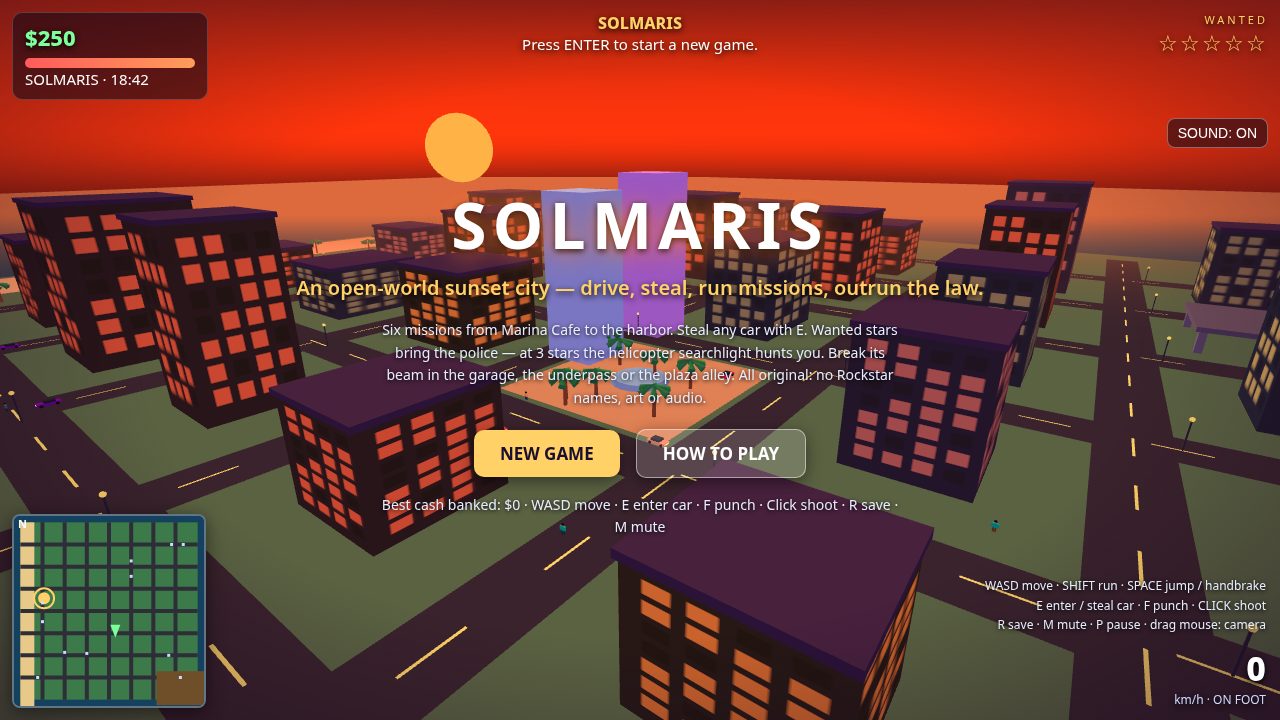 $250
SOLMARIS · 18:42
SOLMARIS
Press ENTER to start a new game.
WANTED
☆☆☆☆☆
SOUND: ON
SOLMARIS
An open-world sunset city — drive, steal, run missions, outrun the law.
Six missions from Marina Cafe to the harbor. Steal any car with E. Wanted stars
bring the police — at 3 stars the helicopter searchlight hunts you. Break its
beam in the garage, the underpass or the plaza alley. All original: no Rockstar
names, art or audio.
NEW GAME
HOW TO PLAY
Best cash banked: $0 · WASD move · E enter car · F punch · Click shoot · R save ·
M mute
N
WASD move · SHIFT run · SPACE jump / handbrake
E enter / steal car · F punch · CLICK shoot
R save · M mute · P pause · drag mouse: camera
0
km/h · ON FOOT